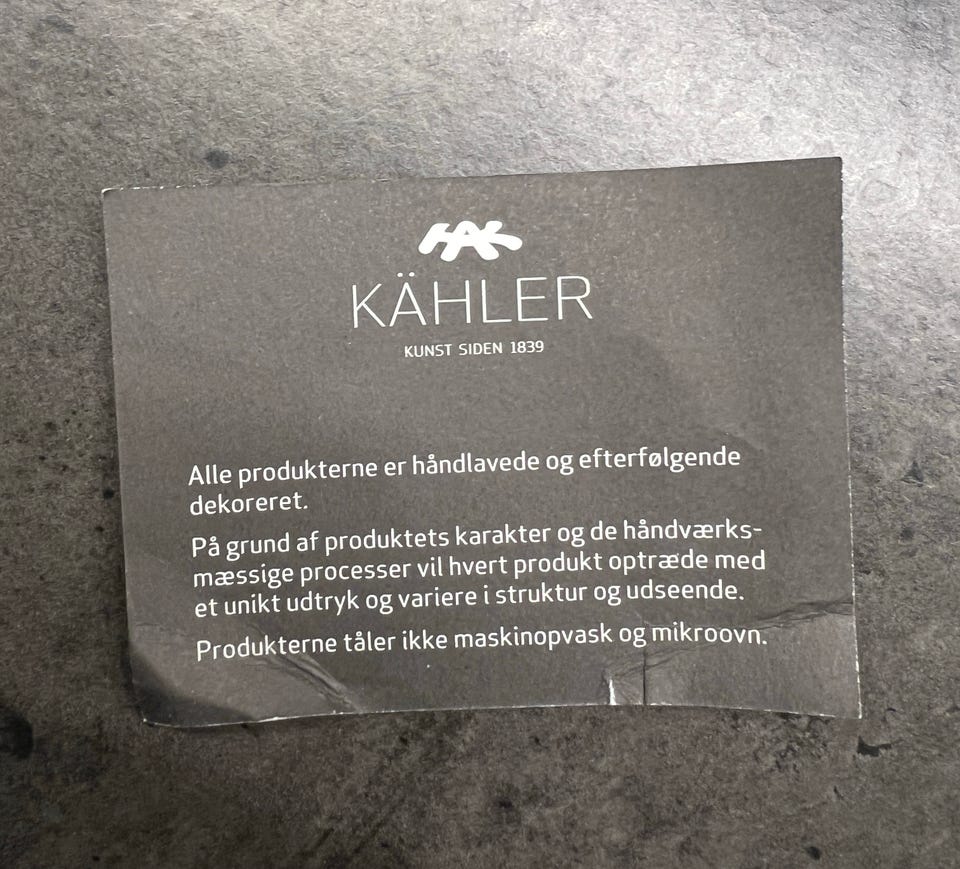 HAK
KÄHLER
KUNST SIDEN 1839
Alle produkterne er håndlavede og efterfølgende
dekoreret.
På grund af produktets karakter og de håndværks-
mæssige processer vil hvert produkt optræde med
et unikt udtryk og variere i struktur og udseende.
Produkterne tåler ikke maskinopvask og mikroovn.